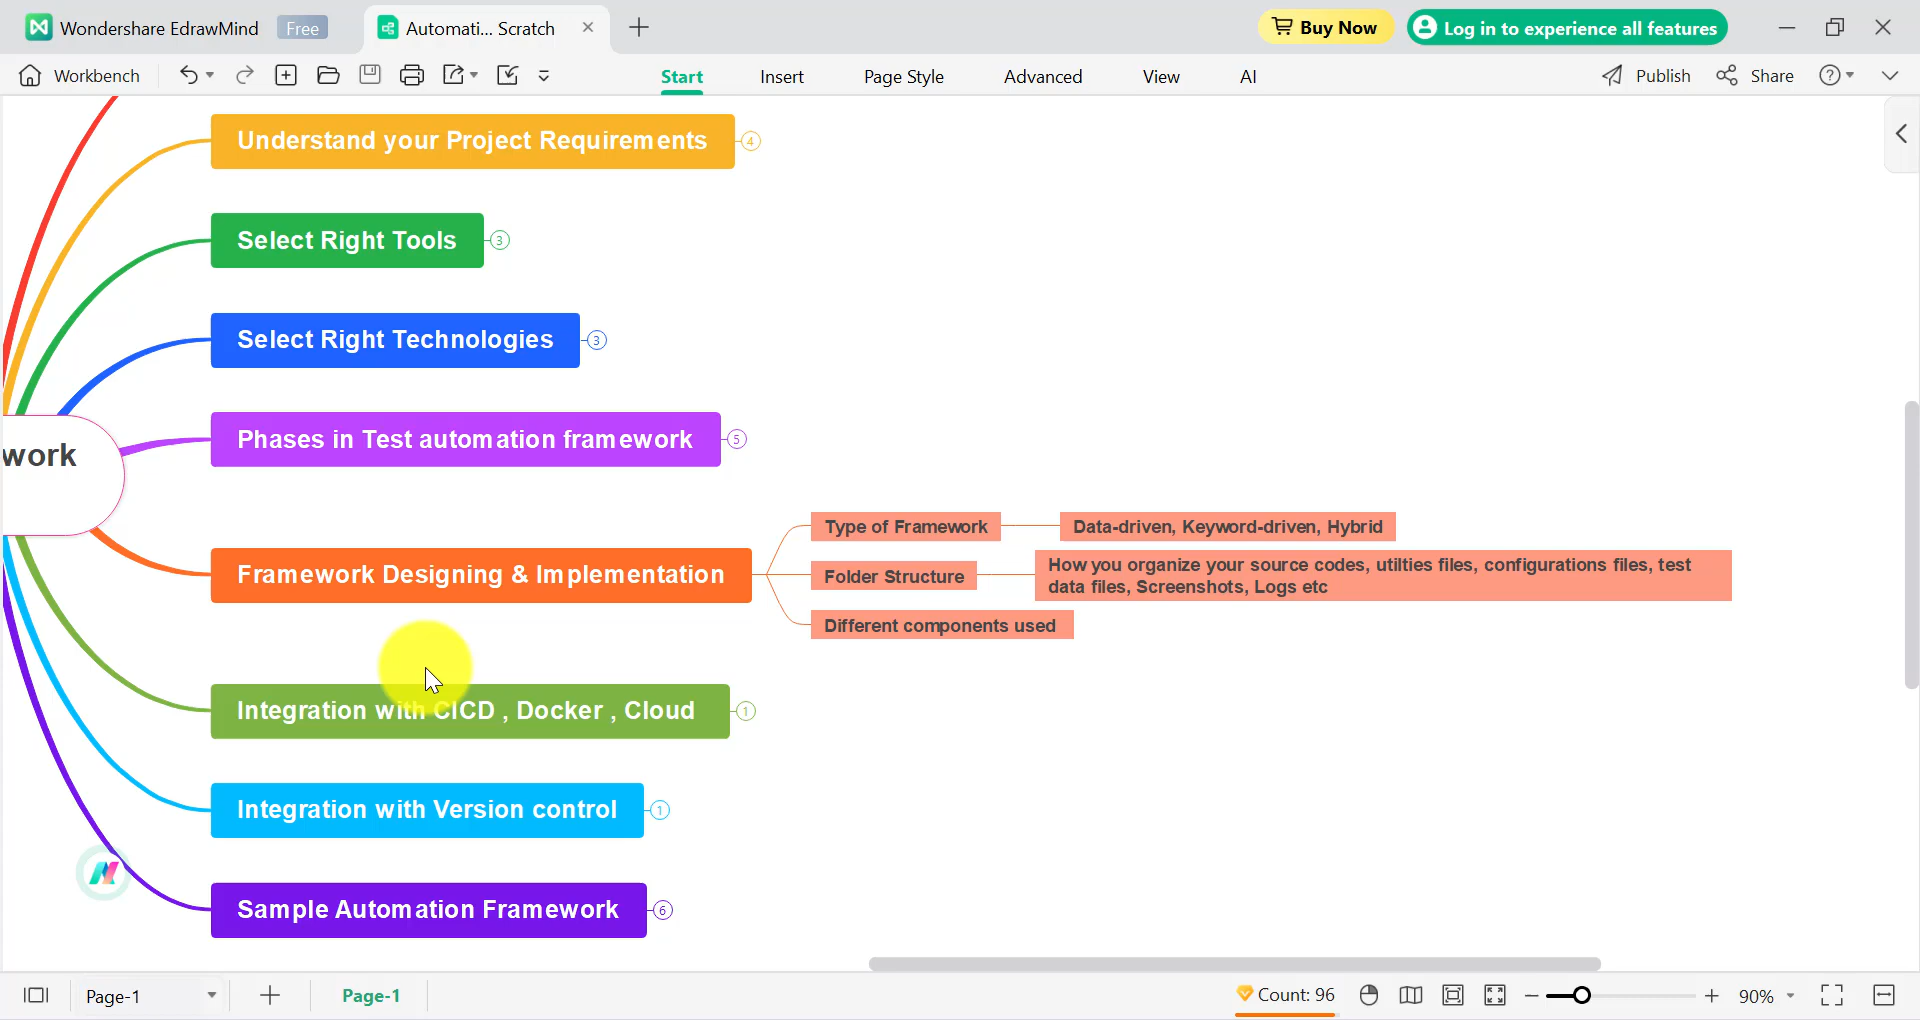 Wondershare EdrawMind Free Automati... Scratch Buy Now Log in to experience all features
Workbench Start Insert Page Style Advanced View AI Publish Share
Understand your Project Requirements 4
Select Right Tools 3
Select Right Technologies 3
Phases in Test automation framework 5
work
Type of Framework Data-driven, Keyword-driven, Hybrid
Framework Designing & Implementation
Folder Structure
How you organize your source codes, utilties files, configurations files, test
data files, Screenshots, Logs etc
Different components used
Integration with CICD , Docker , Cloud 1
Integration with Version control 1
Sample Automation Framework 6
Page-1 Page-1 Count: 96 90%